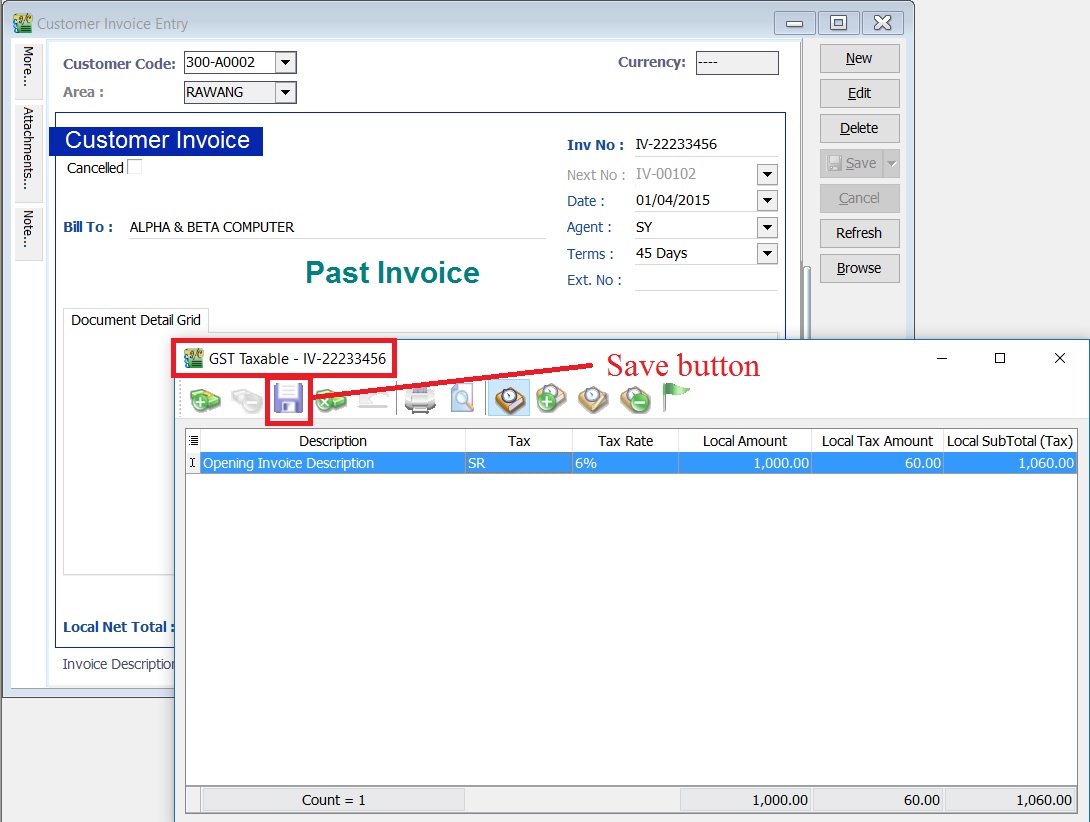 Customer Invoice Entry
More...
Attachments...
Note...
Customer Code: 300-A0002 Currency: ----
Area : RAWANG
New
Edit
Delete
Save
Cancel
Refresh
Browse
Customer Invoice
Cancelled
Inv No : IV-22233456
Next No : IV-00102
Date : 01/04/2015
Bill To : ALPHA & BETA COMPUTER
Agent : SY
Terms : 45 Days
Past Invoice
Ext. No :
Document Detail Grid
GST Taxable - IV-22233456
Save button
Description Tax Tax Rate Local Amount Local Tax Amount Local SubTotal (Tax)
Opening Invoice Description SR 6% 1,000.00 60.00 1,060.00
Local Net Total :
Invoice Description
Count = 1 1,000.00 60.00 1,060.00